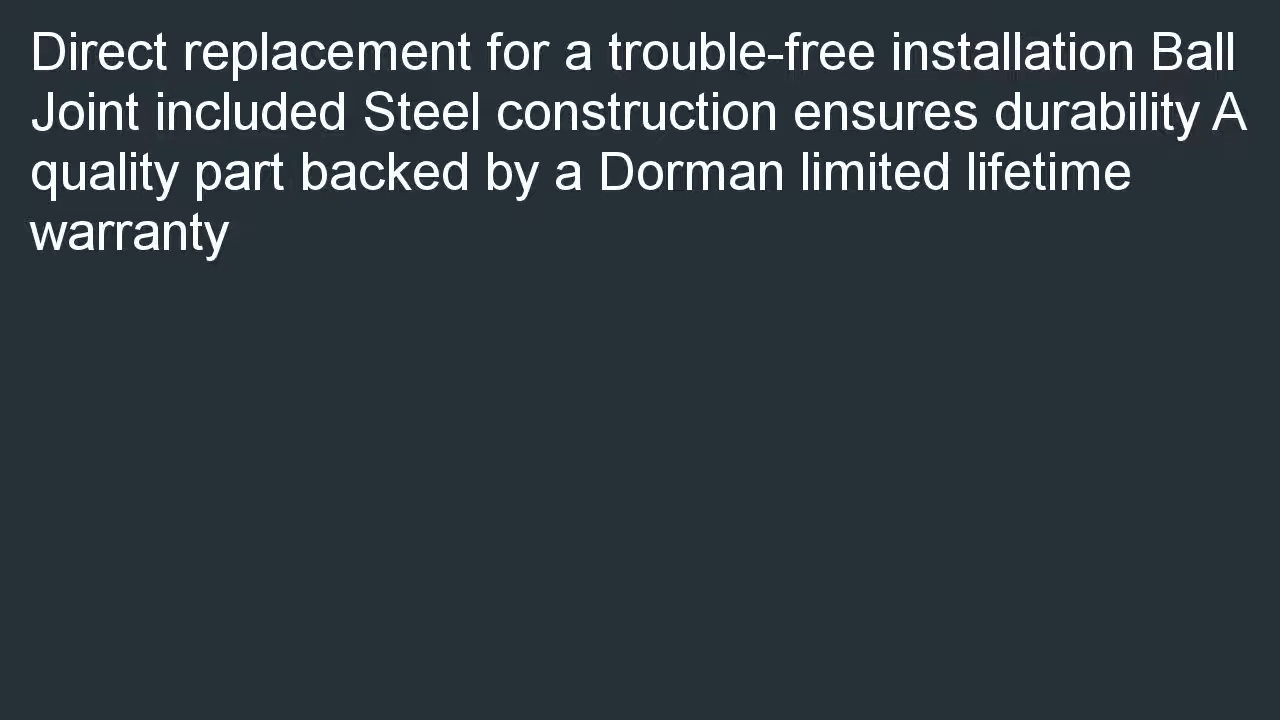 Direct replacement for a trouble-free installation Ball
Joint included Steel construction ensures durability A
quality part backed by a Dorman limited lifetime
warranty